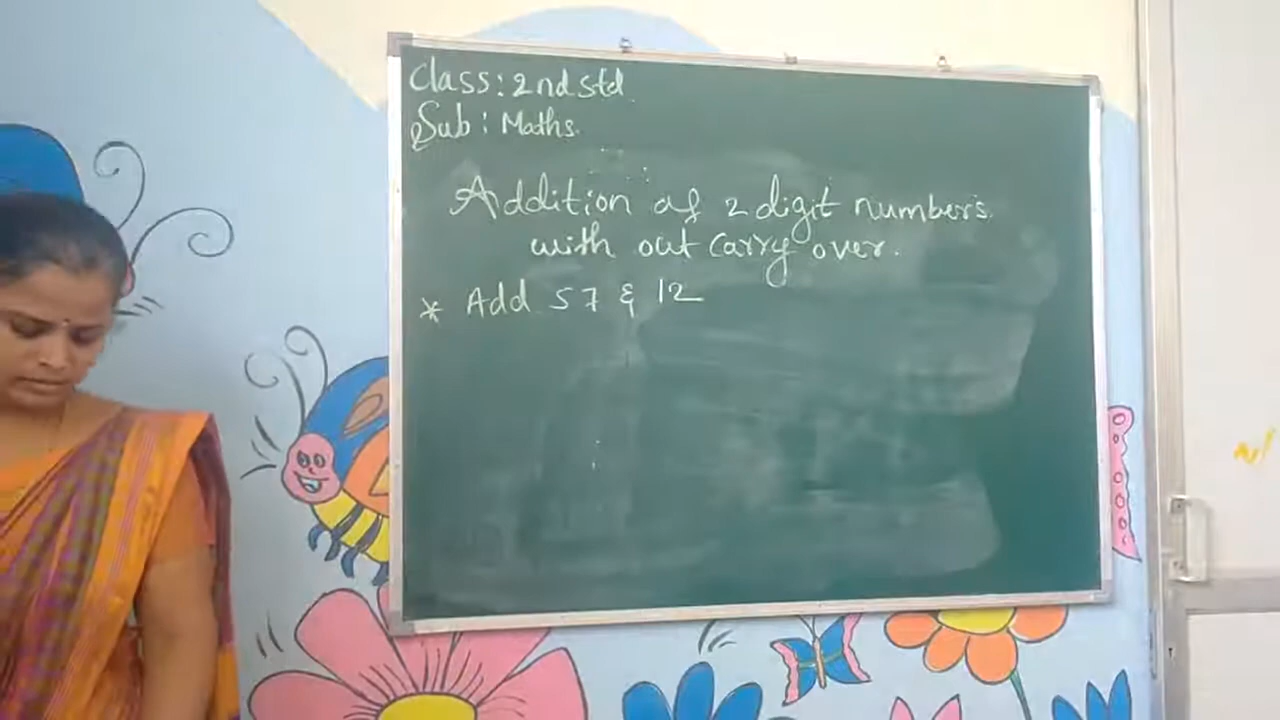 Class: 2nd std
Sub: Maths.
Addition of 2 digit numbers.
with out carry over.
* Add 57 & 12